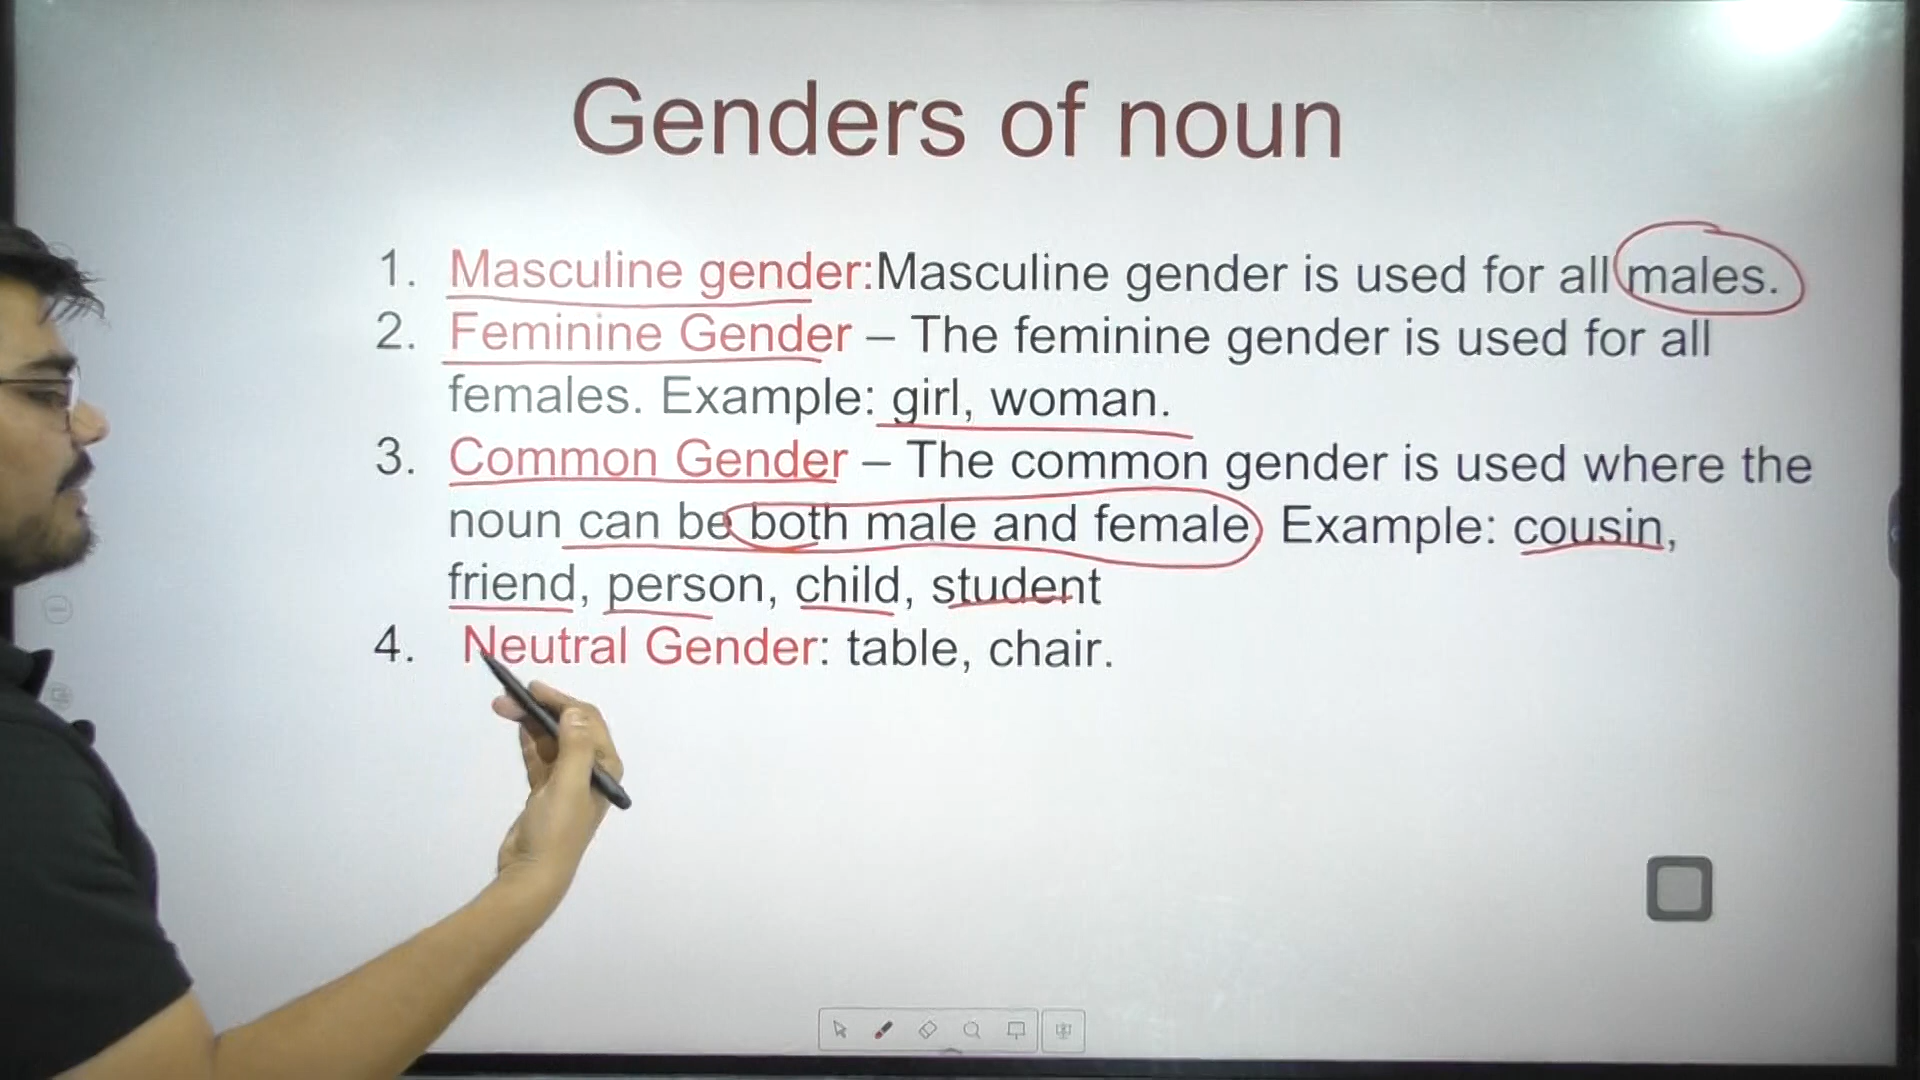 Genders of noun
1. Masculine gender:Masculine gender is used for all males.
2. Feminine Gender – The feminine gender is used for all
females. Example: girl, woman.
3. Common Gender – The common gender is used where the
noun can be both male and female Example: cousin,
friend, person, child, student
4. Neutral Gender: table, chair.